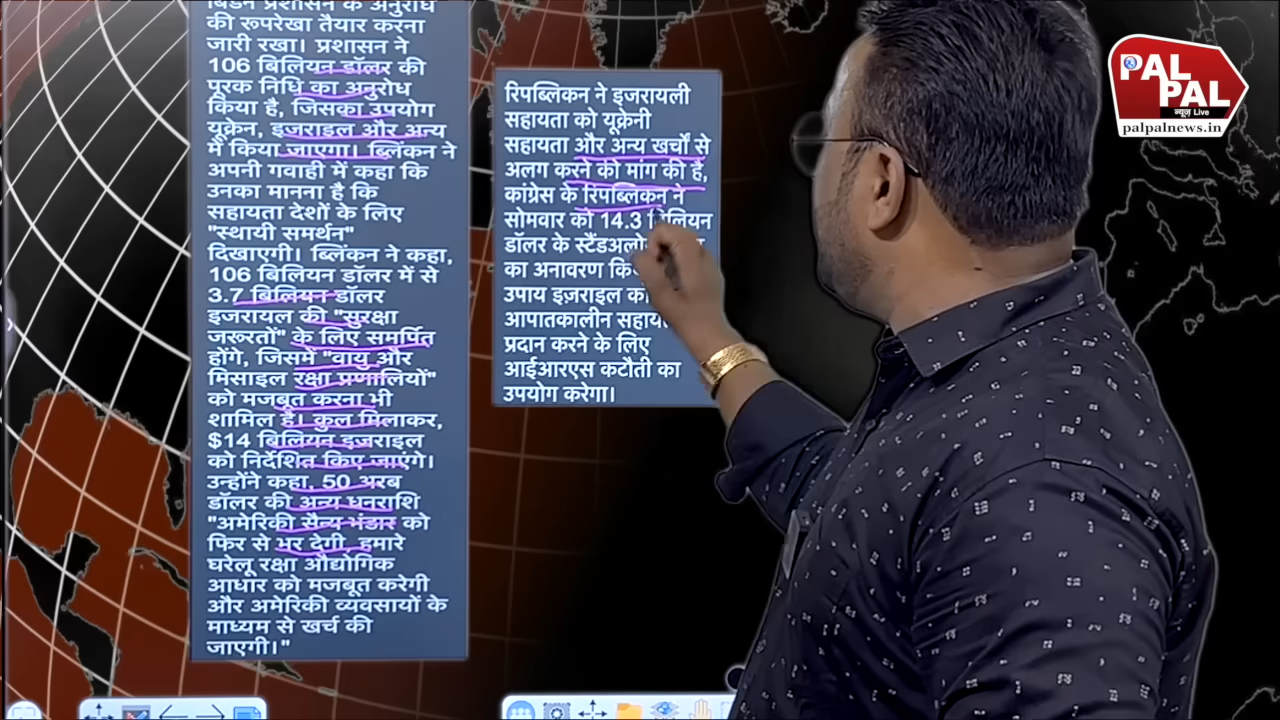 बिडेन प्रशासन के अनुरोध
की रूपरेखा तैयार करना
जारी रखा। प्रशासन ने
106 बिलियन डॉलर की
पूरक निधि का अनुरोध
किया है, जिसका उपयोग
यूक्रेन, इजराइल और अन्य
में किया जाएगा। ब्लिंकन ने
अपनी गवाही में कहा कि
उनका मानना है कि
सहायता देशों के लिए
"स्थायी समर्थन"
दिखाएगी। ब्लिंकन ने कहा,
106 बिलियन डॉलर में से
3.7 बिलियन डॉलर
इजरायल की "सुरक्षा
जरूरतों" के लिए समर्पित
होंगे, जिसमें "वायु और
मिसाइल रक्षा प्रणालियों"
को मजबूत करना भी
शामिल है। कुल मिलाकर,
$14 बिलियन इजराइल
को निर्देशित किए जाएंगे।
उन्होंने कहा, 50 अरब
डॉलर की अन्य धनराशि
"अमेरिकी सैन्य भंडार को
फिर से भर देगी, हमारे
घरेलू रक्षा औद्योगिक
आधार को मजबूत करेगी
और अमेरिकी व्यवसायों के
माध्यम से खर्च की
जाएगी।"
रिपब्लिकन ने इजरायली
सहायता को यूक्रेनी
सहायता और अन्य खर्चों से
अलग करने की मांग की है,
कांग्रेस के रिपब्लिकन ने
सोमवार को 14.3
डॉलर के
का अनावरण
उपाय इज़राइल
आपातकालीन
प्रदान करने के लिए
आईआरएस कटौती का
उपयोग करेगा।
PAL
PAL
न्यूज़ Live
palpalnews.in